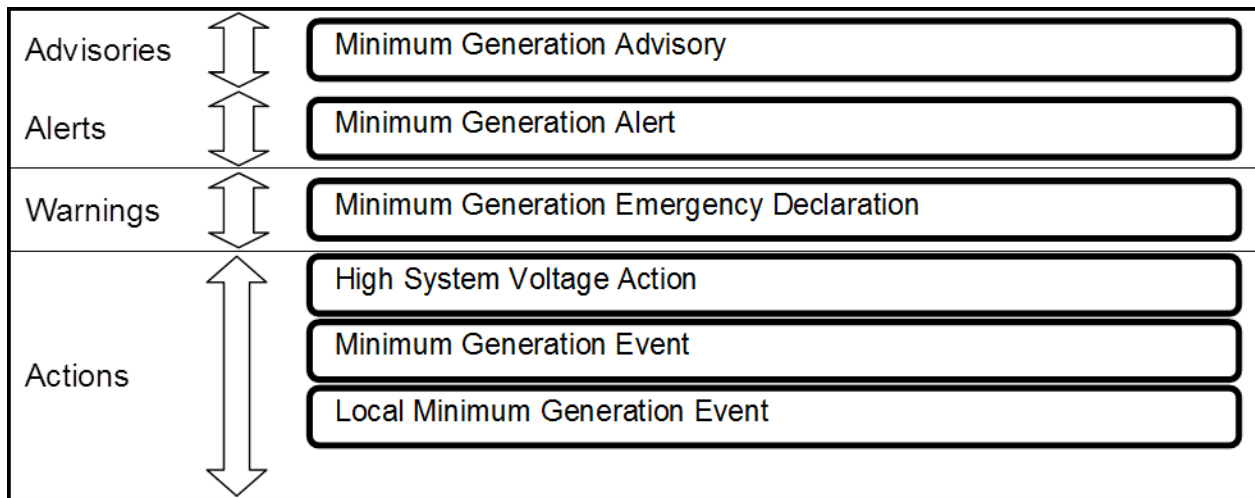 Advisories
Minimum Generation Advisory
Alerts
Minimum Generation Alert
Warnings
Minimum Generation Emergency Declaration
Actions
High System Voltage Action
Minimum Generation Event
Local Minimum Generation Event